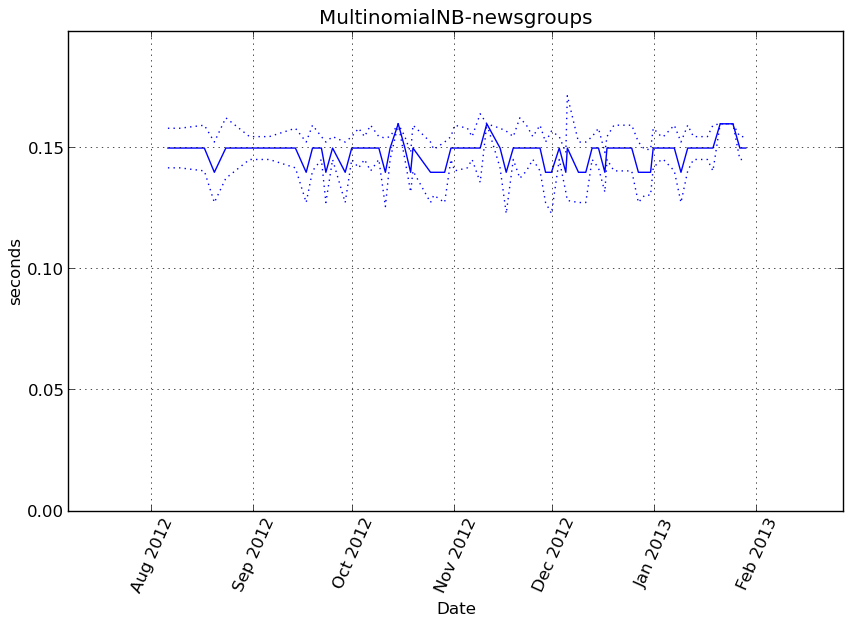 MultinomialNB-newsgroups
seconds
0.15
0.10
0.05
0.00
Aug 2012
Sep 2012
Oct 2012
Nov 2012
Dec 2012
Jan 2013
Feb 2013
Date